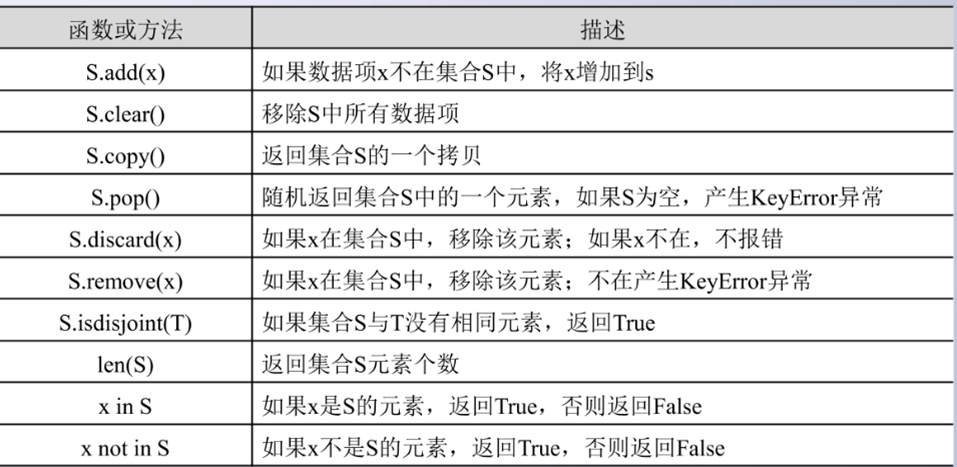 函数或方法 描述
S.add(x) 如果数据项x不在集合S中，将x增加到s
S.clear() 移除S中所有数据项
S.copy() 返回集合S的一个拷贝
S.pop() 随机返回集合S中的一个元素，如果S为空，产生KeyError异常
S.discard(x) 如果x在集合S中，移除该元素；如果x不在，不报错
S.remove(x) 如果x在集合S中，移除该元素；不在产生KeyError异常
S.isdisjoint(T) 如果集合S与T没有相同元素，返回True
len(S) 返回集合S元素个数
x in S 如果x是S的元素，返回True，否则返回False
x not in S 如果x不是S的元素，返回True，否则返回False